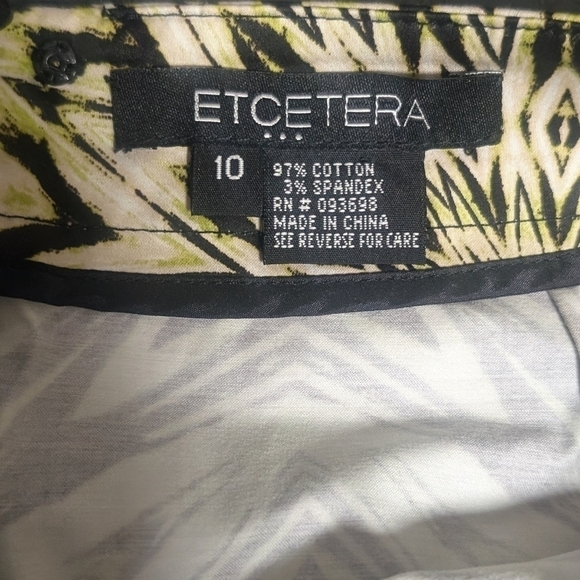 ETCETERA
10
97% COTTON
3% SPANDEX
RN # 093698
MADE IN CHINA
SEE REVERSE FOR CARE